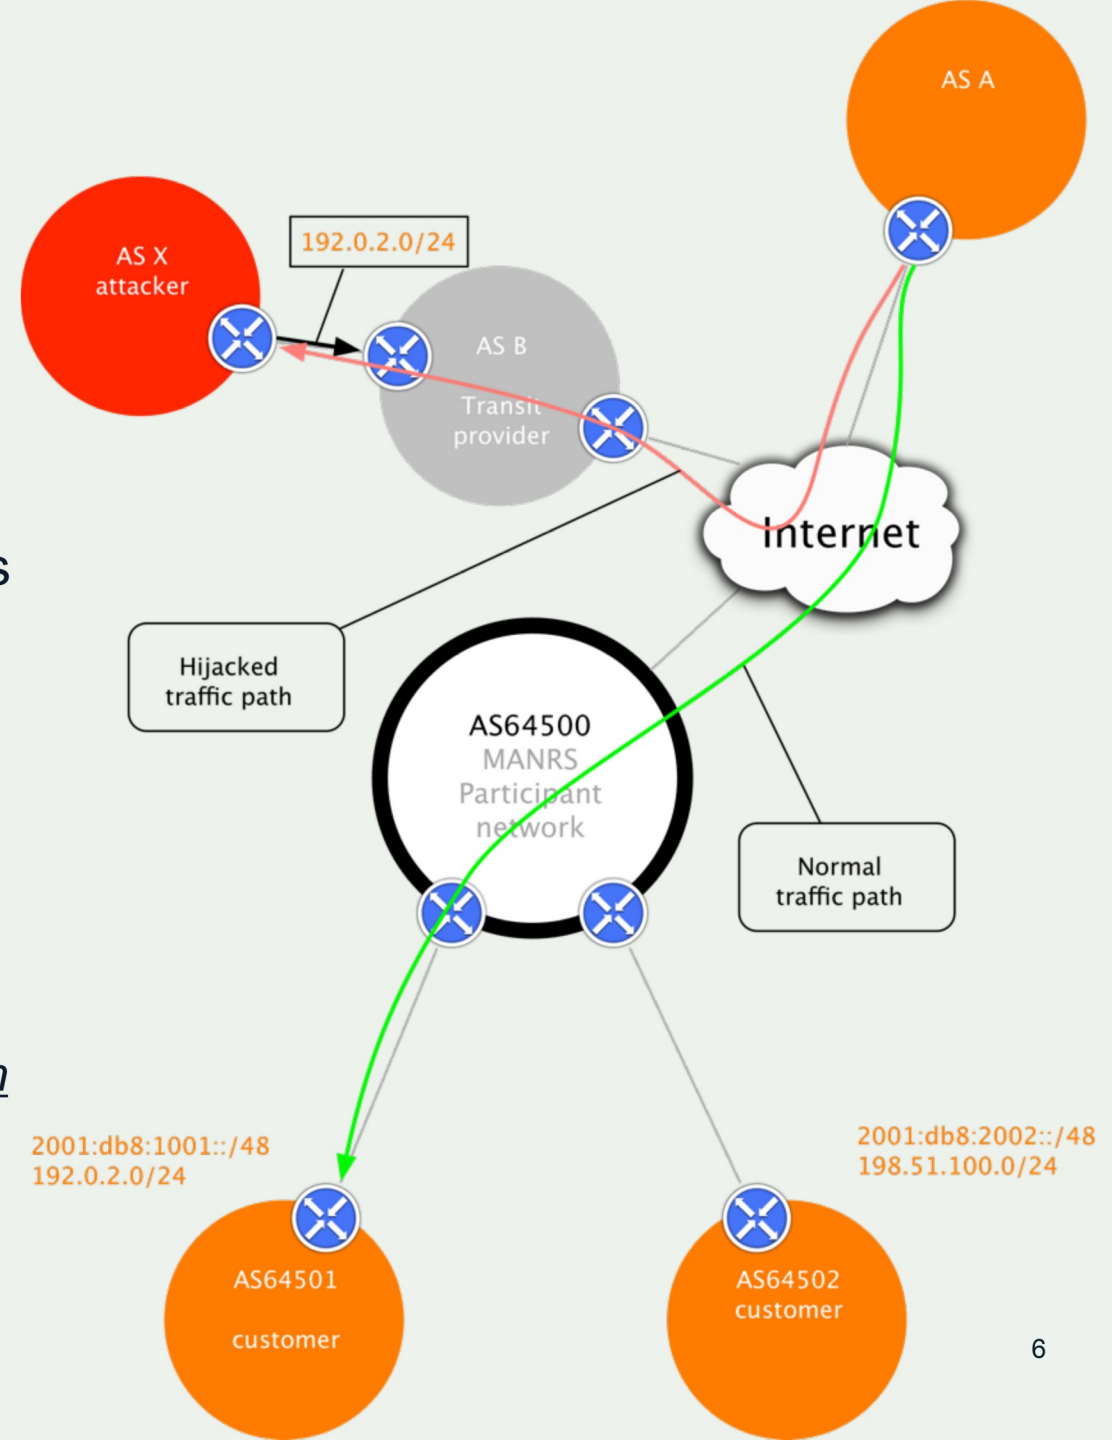 AS A
AS X
attacker
192.0.2.0/24
AS B
Transit
provider
Internet
s
Hijacked
traffic path
AS64500
MANRS
Participant
network
Normal
traffic path
n
2001:db8:1001::/48
192.0.2.0/24
2001:db8:2002::/48
198.51.100.0/24
AS64501
customer
AS64502
customer
6